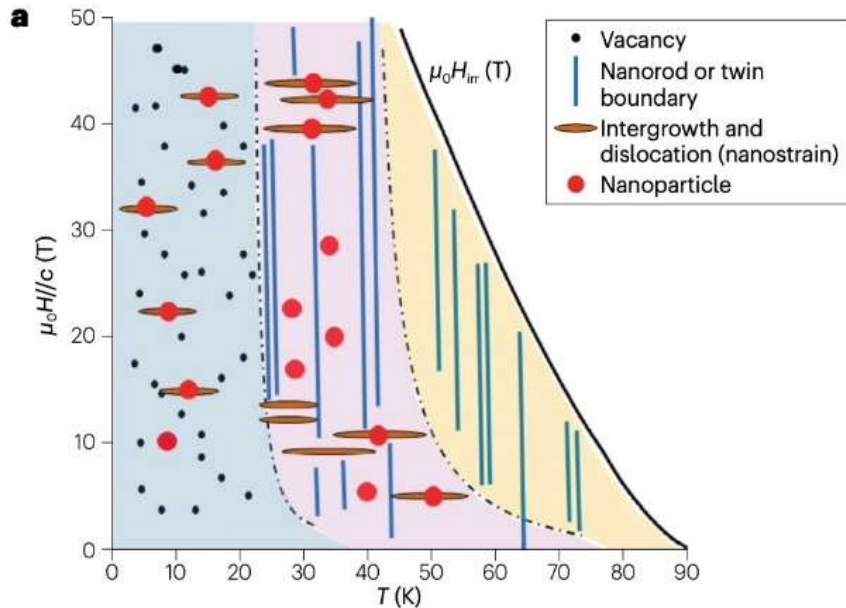 a
50
40
30
20
10
0
μ₀H//c (T)
0 10 20 30 40 50 60 70 80 90
T (K)
μ₀Hirr (T)
Vacancy
Nanorod or twin
boundary
Intergrowth and
dislocation (nanostrain)
Nanoparticle